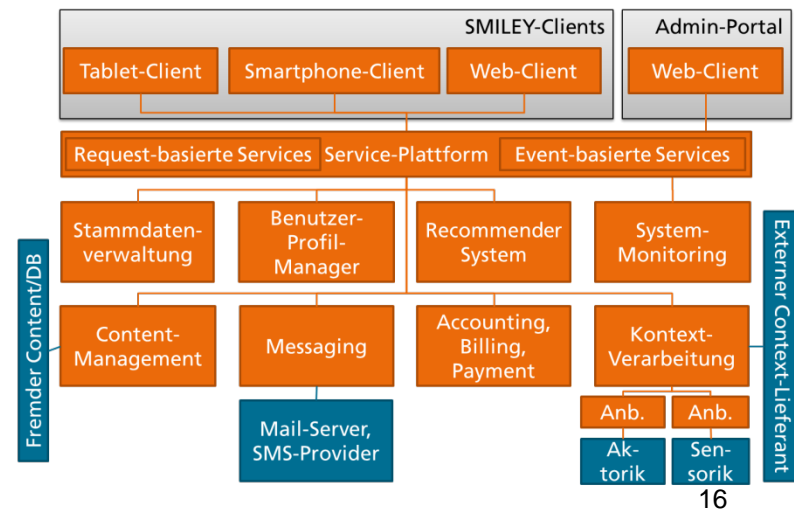 SMILEY-Clients
Admin-Portal
Tablet-Client
Smartphone-Client
Web-Client
Web-Client
Request-basierte Services
Service-Plattform
Event-basierte Services
Stammdaten-
verwaltung
Benutzer-
Profil-
Manager
Recommender
System
System-
Monitoring
Fremder Content/DB
Externer Context-Lieferant
Content-
Management
Messaging
Accounting,
Billing,
Payment
Kontext-
Verarbeitung
Mail-Server,
SMS-Provider
Anb.
Anb.
Ak-
torik
Sen-
sorik
16